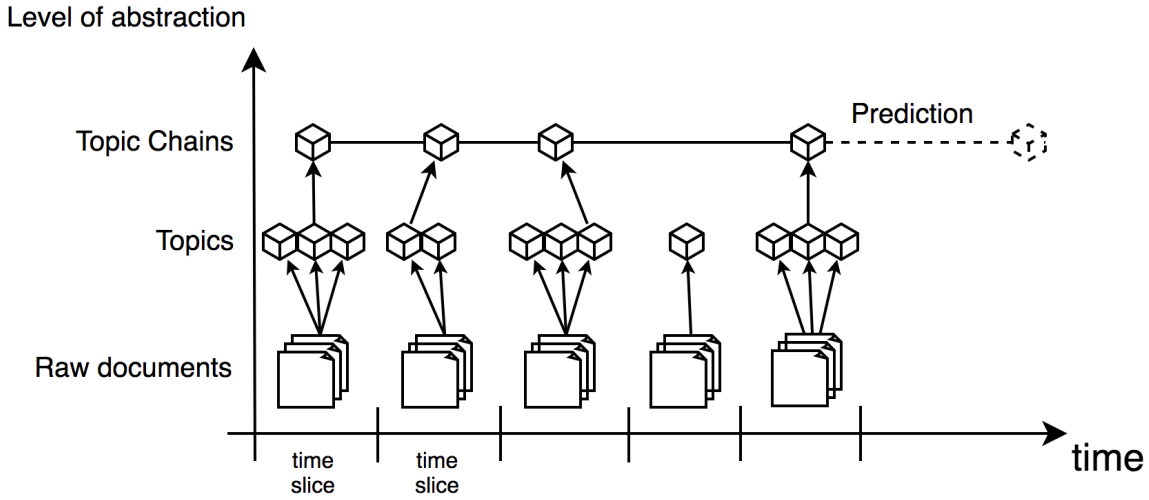 Level of abstraction
Prediction
Topic Chains
Topics
Raw documents
time
slice
time
slice
time